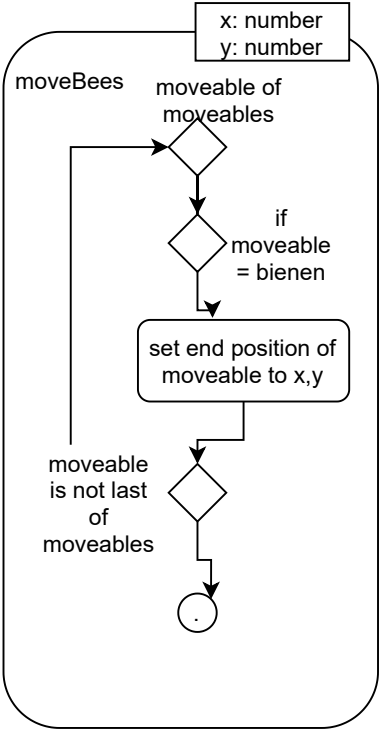 x: number
y: number
moveBees
moveable of
moveables
if
moveable
= bienen
set end position of
moveable to x,y
moveable
is not last
of
moveables
.